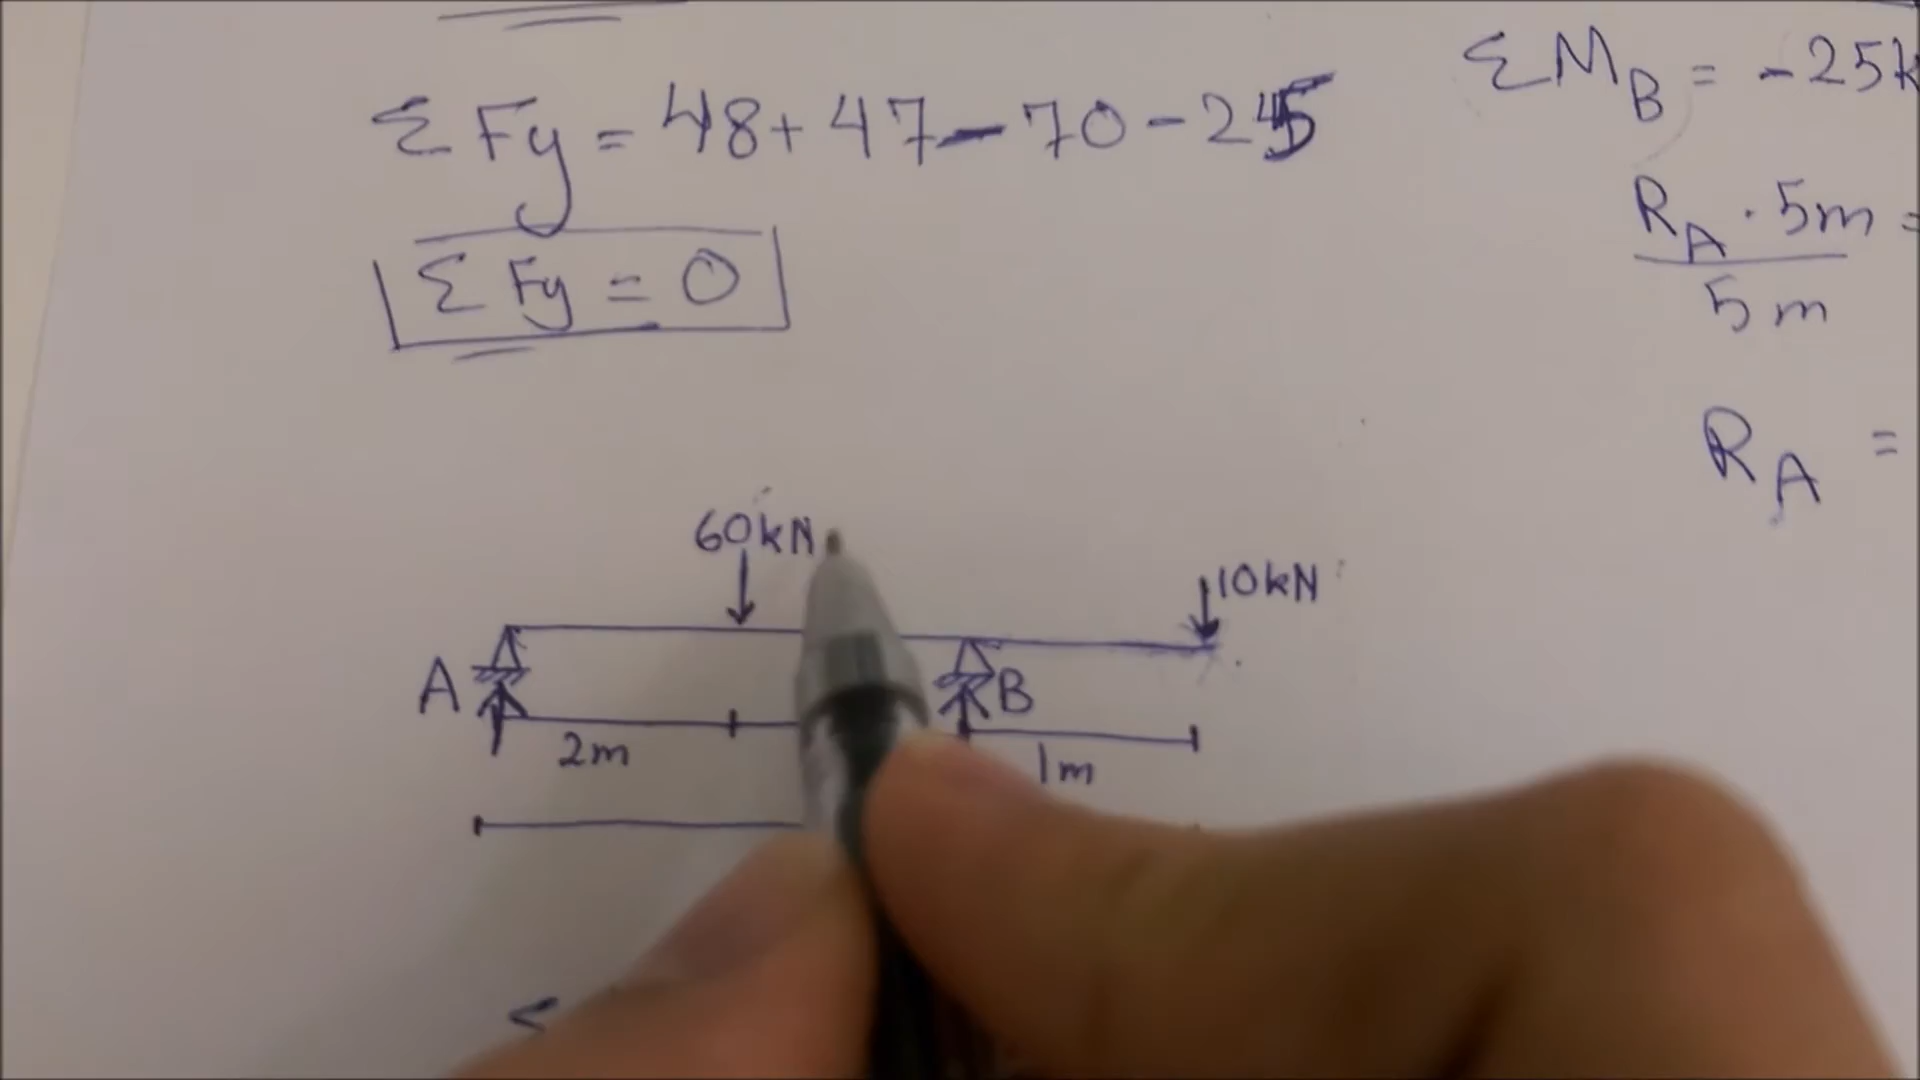 ΣFy = 48 + 47 - 70 - 25
ΣFy = 0
ΣM_B = -25k
R_A · 5m =
5m
R_A =
60kN
10kN
A
B
2m
1m